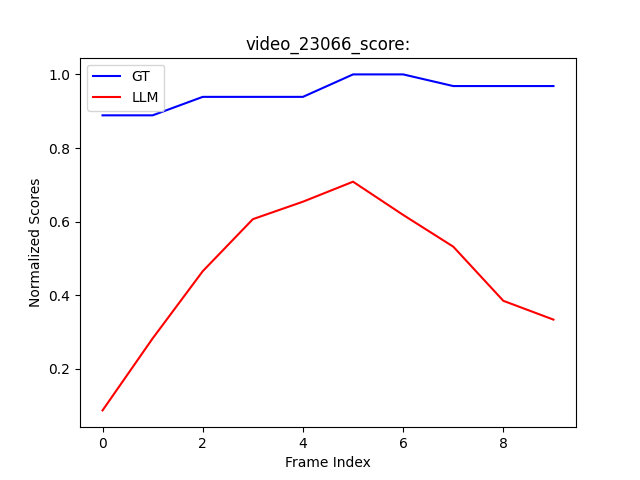 video_23066_score:
GT
LLM
Normalized Scores
1.0
0.8
0.6
0.4
0.2
0 2 4 6 8
Frame Index